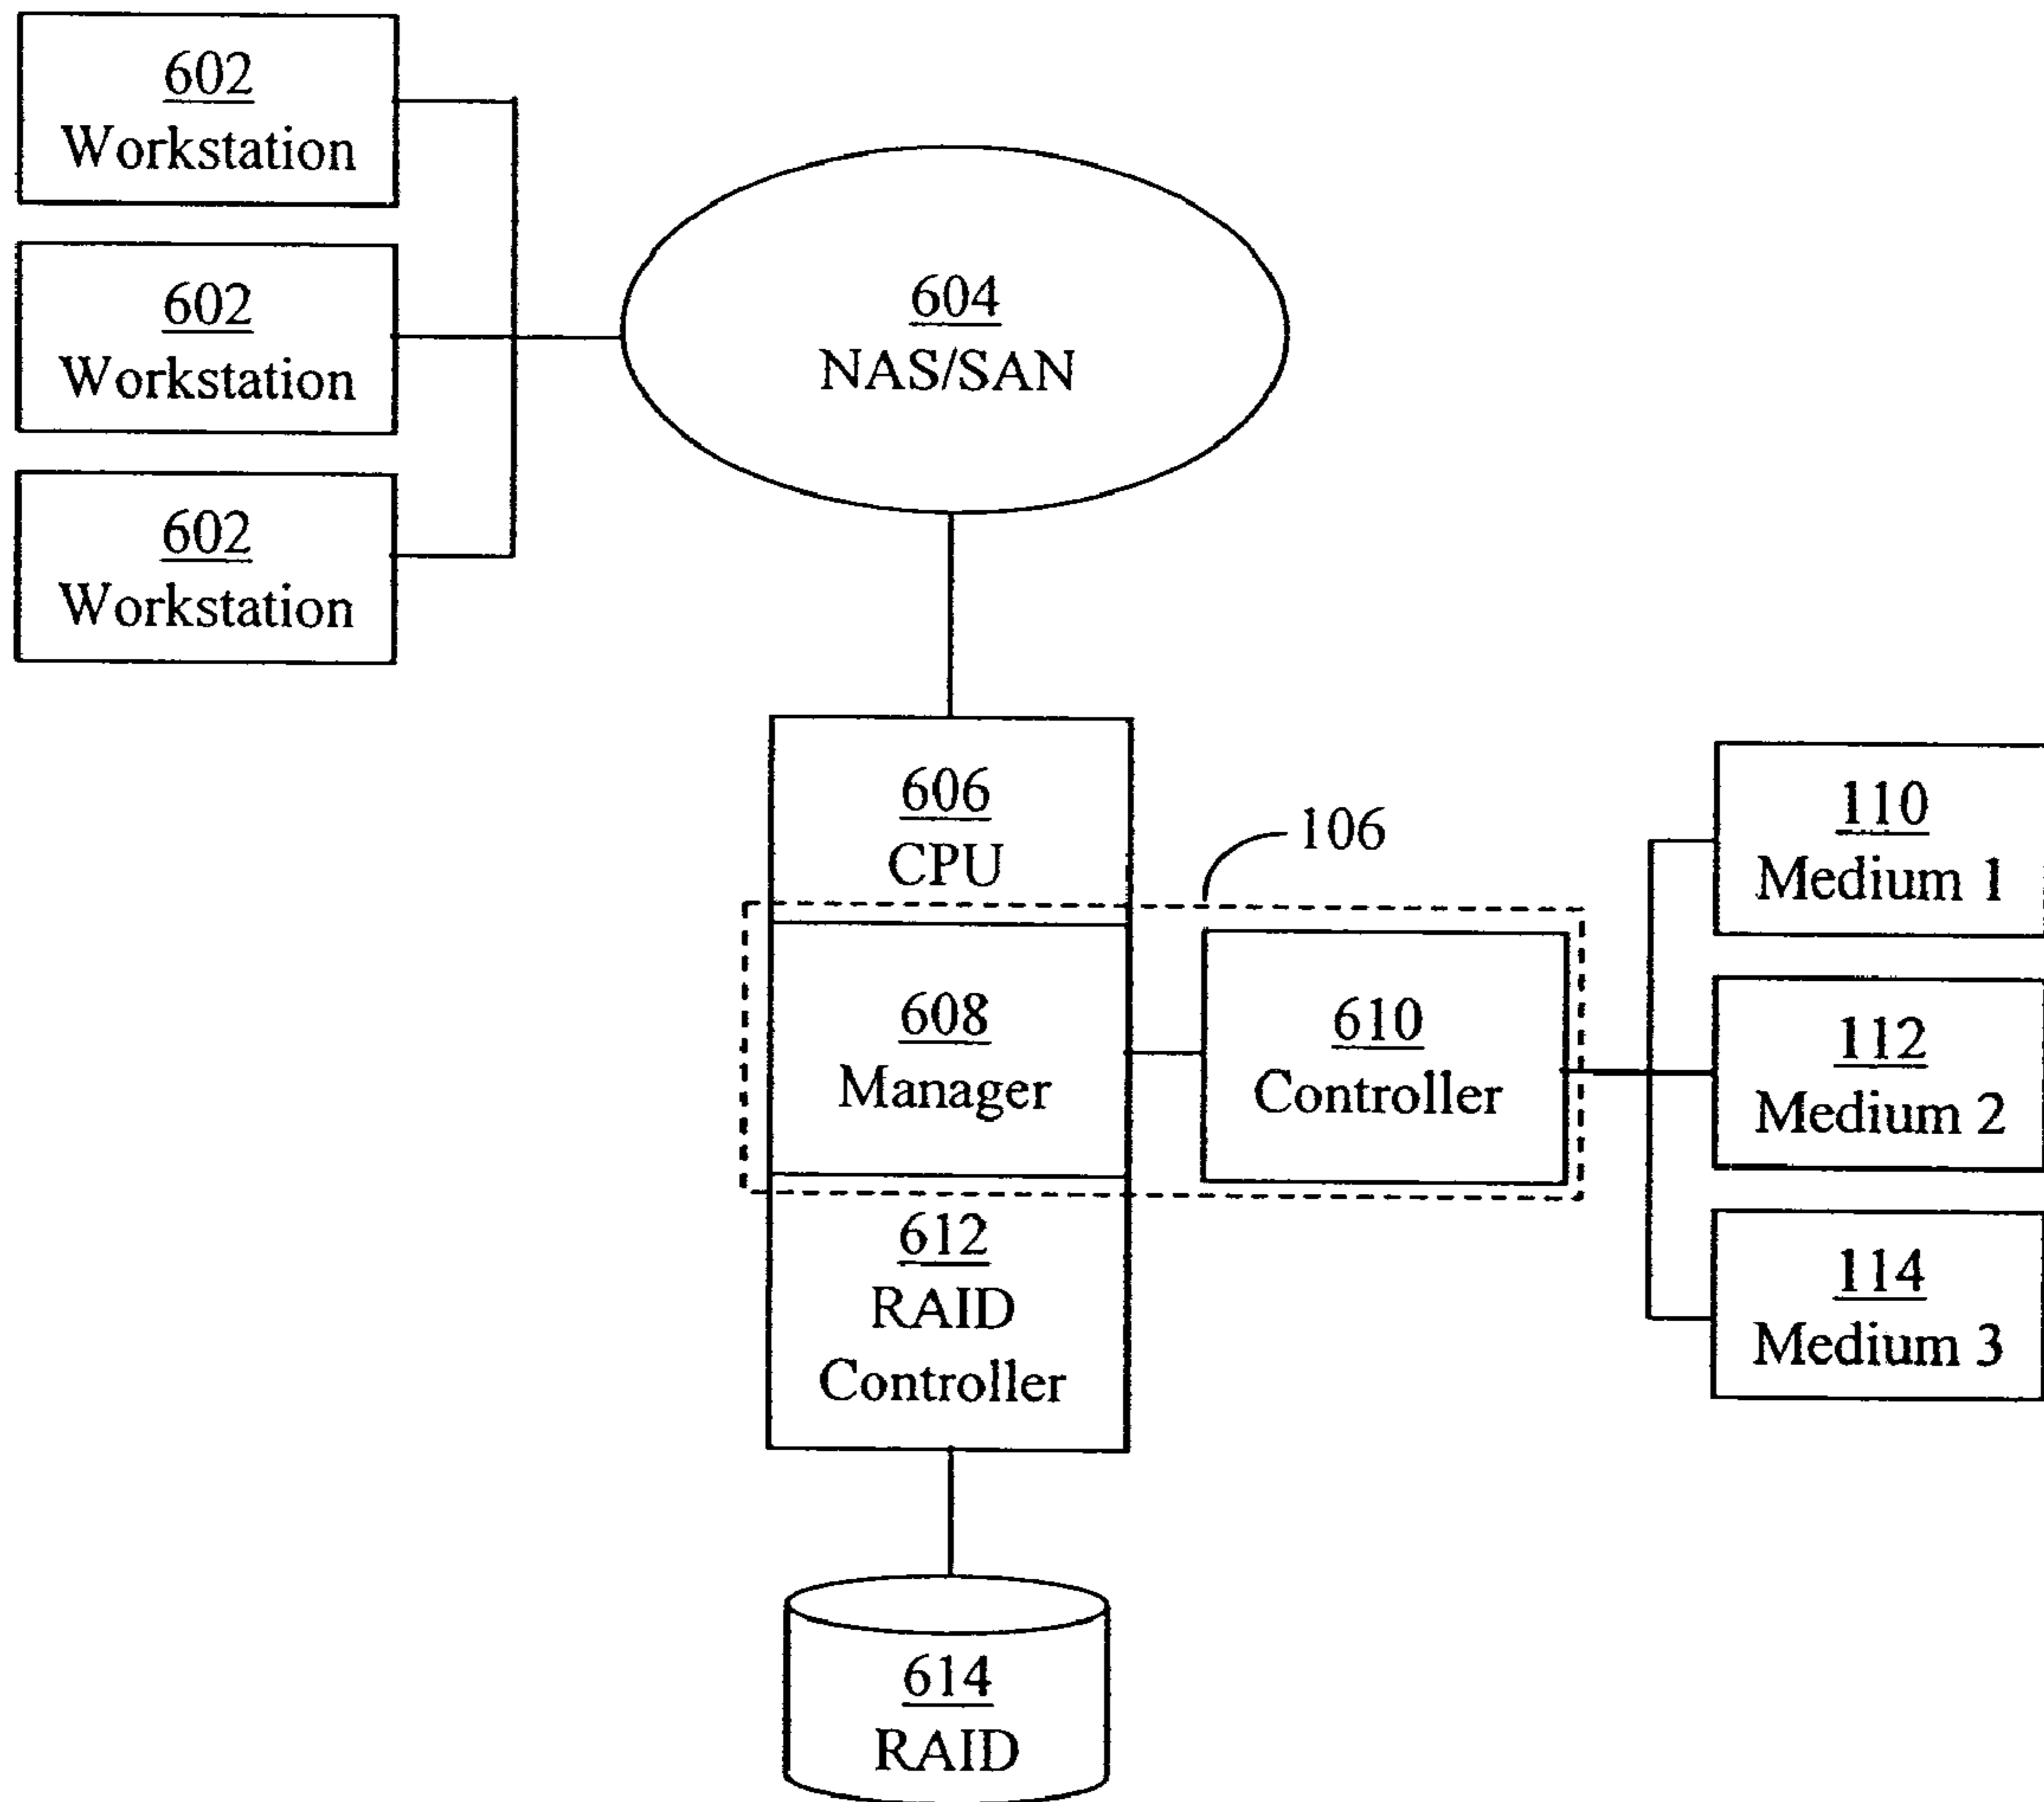 602
Workstation
602
Workstation
602
Workstation
604
NAS/SAN
606
CPU
106
608
Manager
610
Controller
612
RAID
Controller
614
RAID
110
Medium 1
112
Medium 2
114
Medium 3